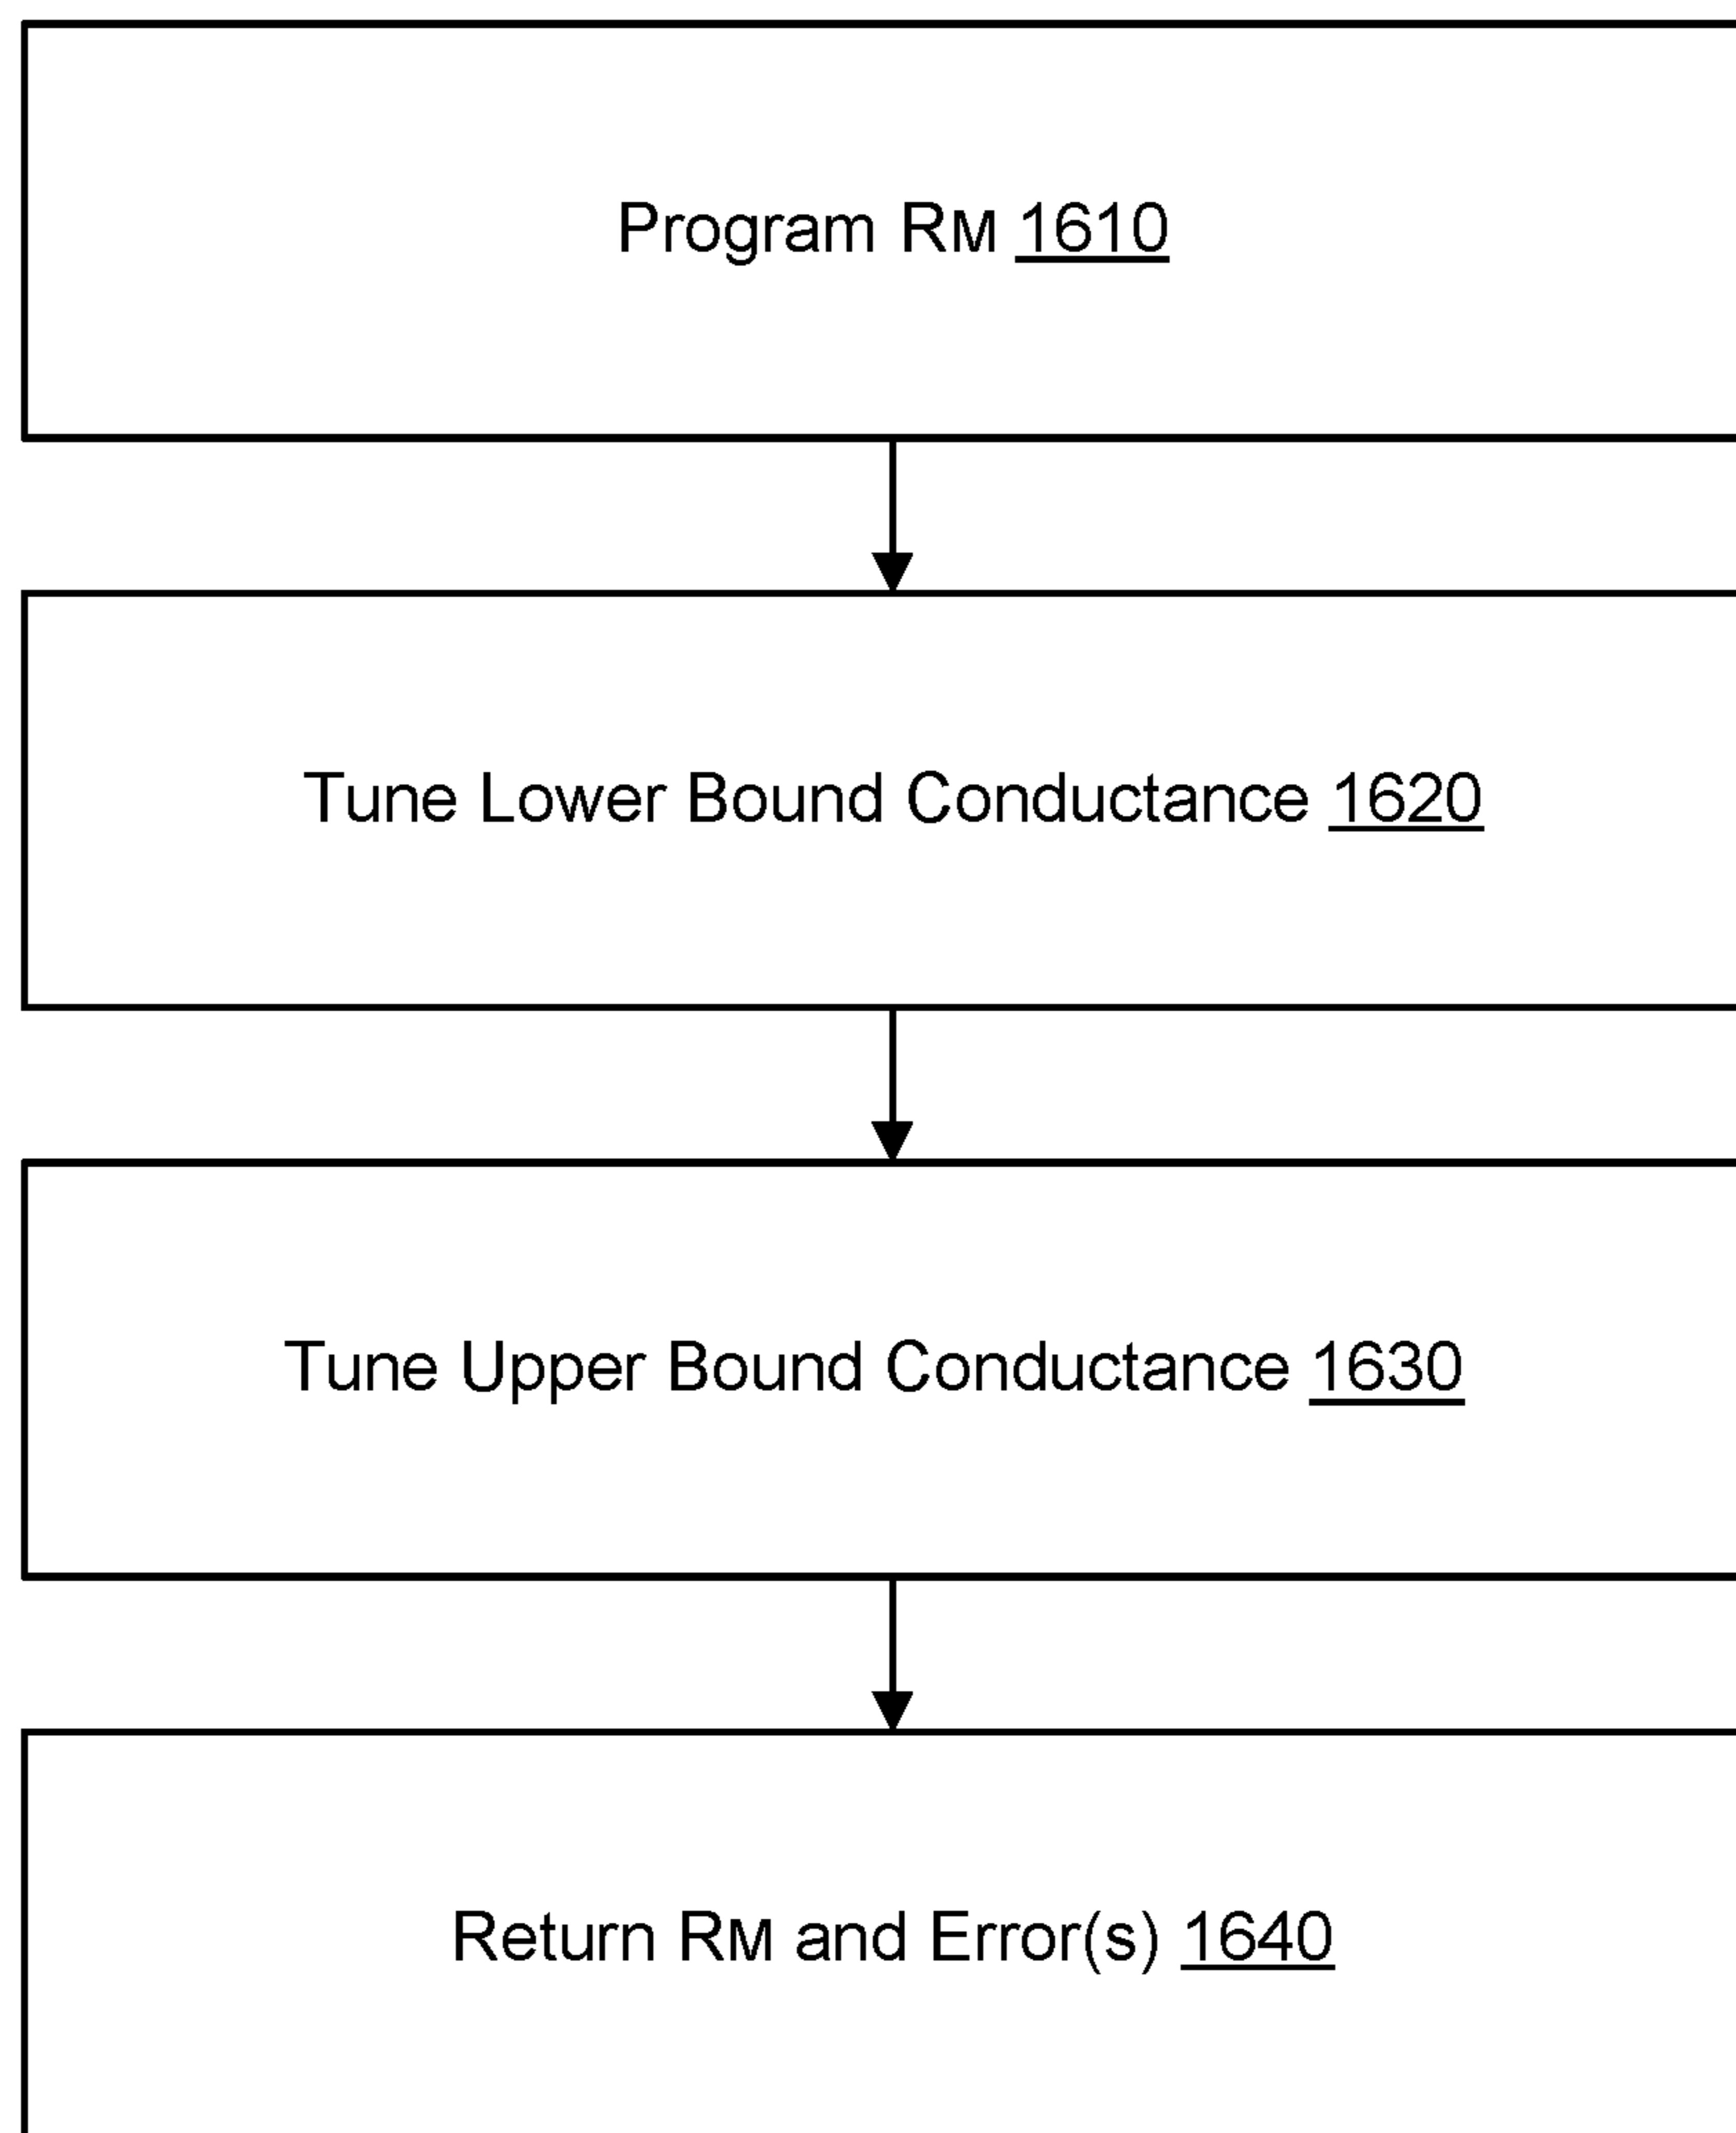 Program RM 1610
Tune Lower Bound Conductance 1620
Tune Upper Bound Conductance 1630
Return RM and Error(s) 1640